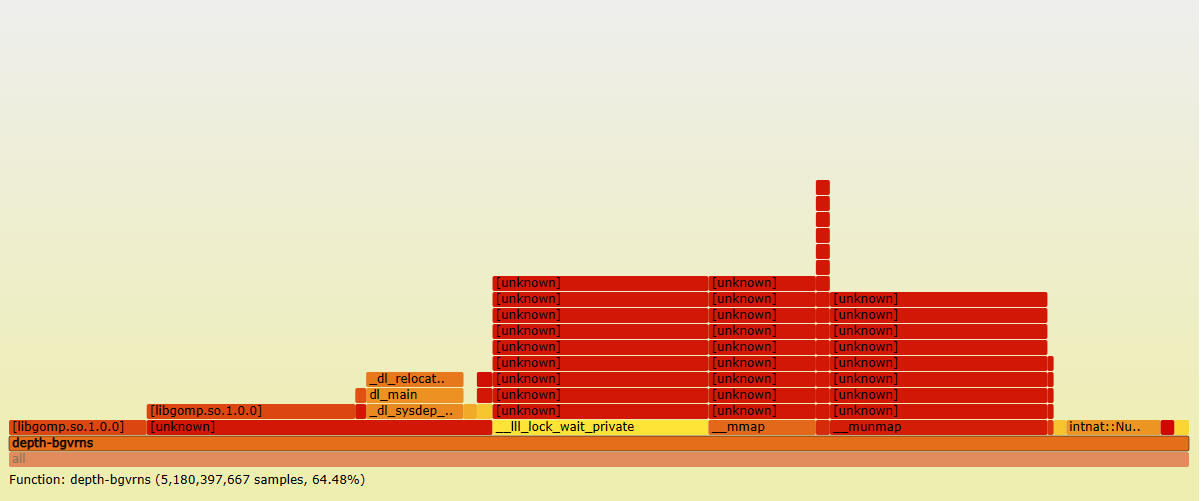 [unknown] [unknown]
[unknown] [unknown] [unknown]
[unknown] [unknown] [unknown]
[unknown] [unknown] [unknown]
[unknown] [unknown] [unknown]
[unknown] [unknown] [unknown]
_dl_relocat.. [unknown] [unknown] [unknown]
dl_main [unknown] [unknown] [unknown]
[libgomp.so.1.0.0] _dl_sysdep_.. [unknown] [unknown] [unknown]
[libgomp.so.1.0.0] [unknown] __lll_lock_wait_private __mmap __munmap intnat::Nu..
depth-bgvrns
all
Function: depth-bgvrns (5,180,397,667 samples, 64.48%)